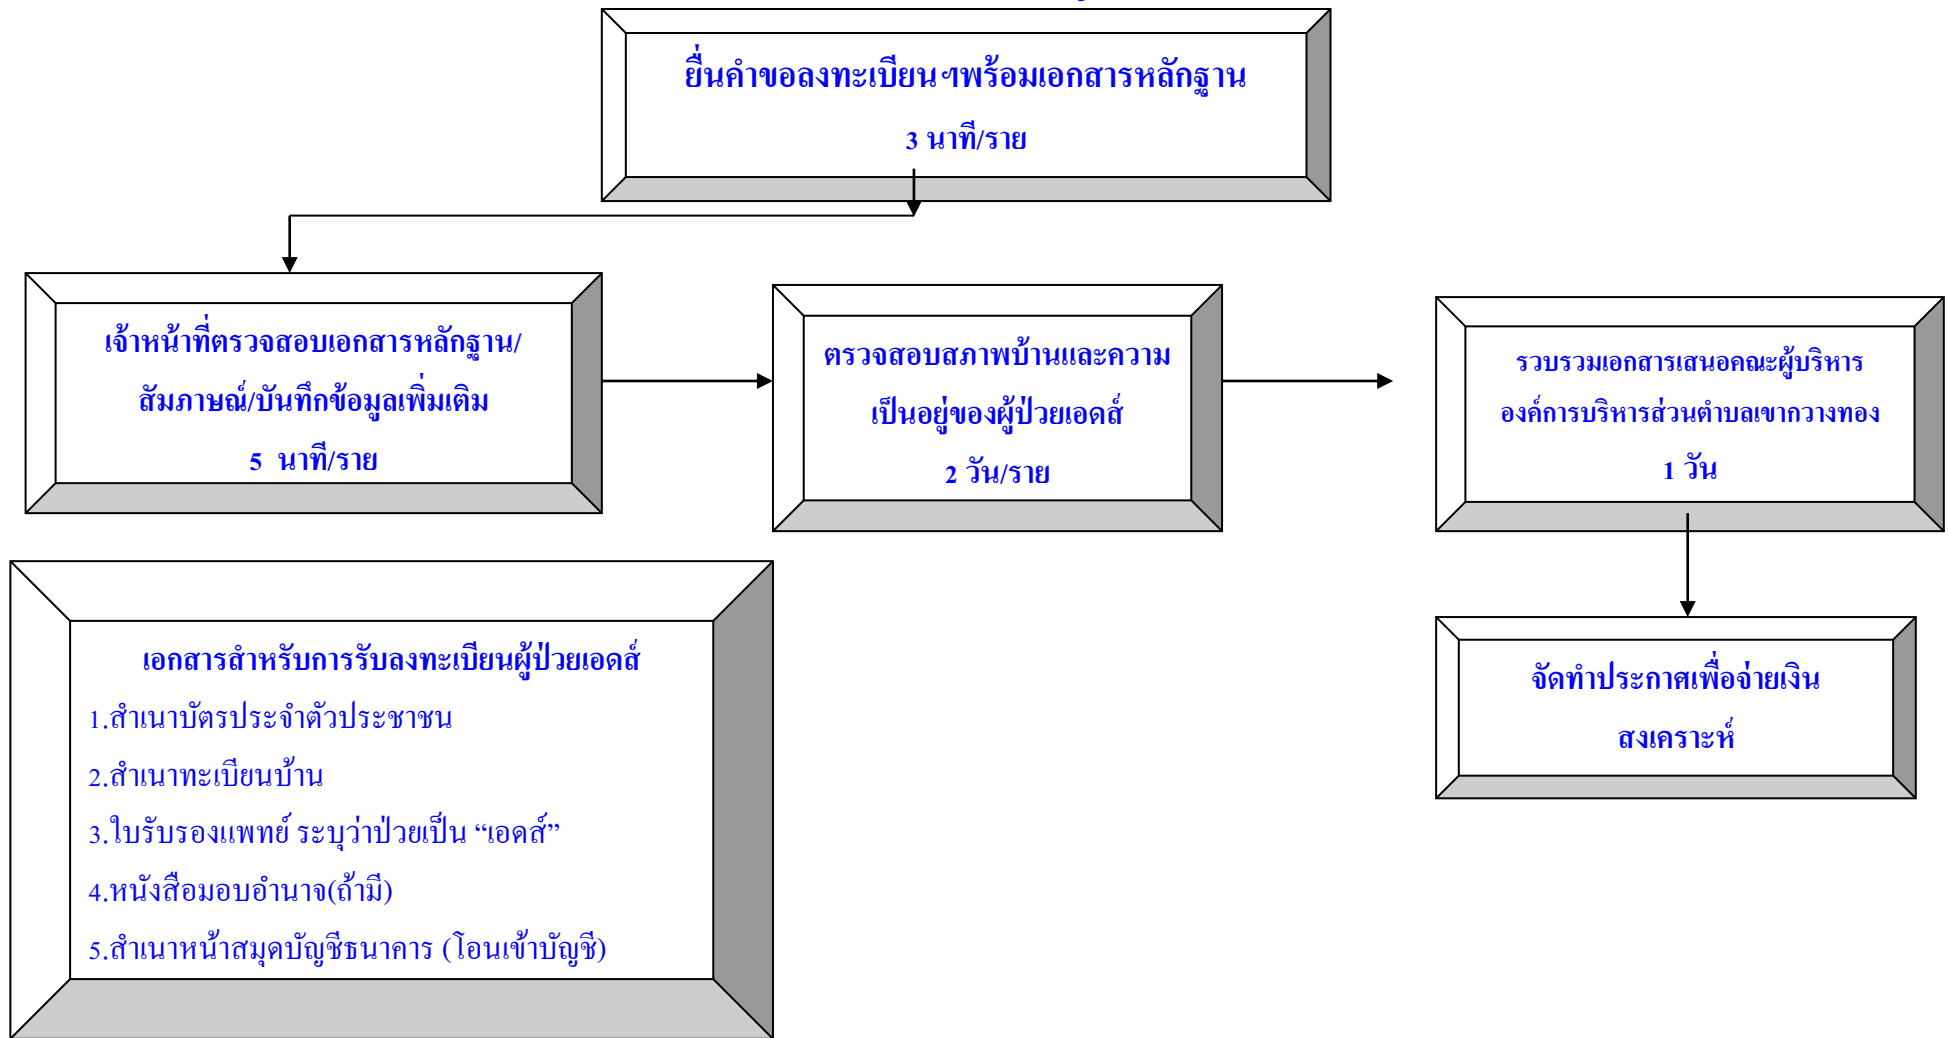 ยื่นคำขอลงทะเบียนฯพร้อมเอกสารหลักฐาน
3 นาที/ราย
เจ้าหน้าที่ตรวจสอบเอกสารหลักฐาน/
สัมภาษณ์/บันทึกข้อมูลเพิ่มเติม
5 นาที/ราย
ตรวจสอบสภาพบ้านและความ
เป็นอยู่ของผู้ป่วยเอดส์
2 วัน/ราย
รวบรวมเอกสารเสนอคณะผู้บริหาร
องค์การบริหารส่วนตำบลเขากวางทอง
1 วัน
จัดทำประกาศเพื่อจ่ายเงิน
สงเคราะห์
เอกสารสำหรับการรับลงทะเบียนผู้ป่วยเอดส์
1.สำเนาบัตรประจำตัวประชาชน
2.สำเนาทะเบียนบ้าน
3.ใบรับรองแพทย์ ระบุว่าป่วยเป็น “เอดส์”
4.หนังสือมอบอำนาจ(ถ้ามี)
5.สำเนาหน้าสมุดบัญชีธนาคาร (โอนเข้าบัญชี)